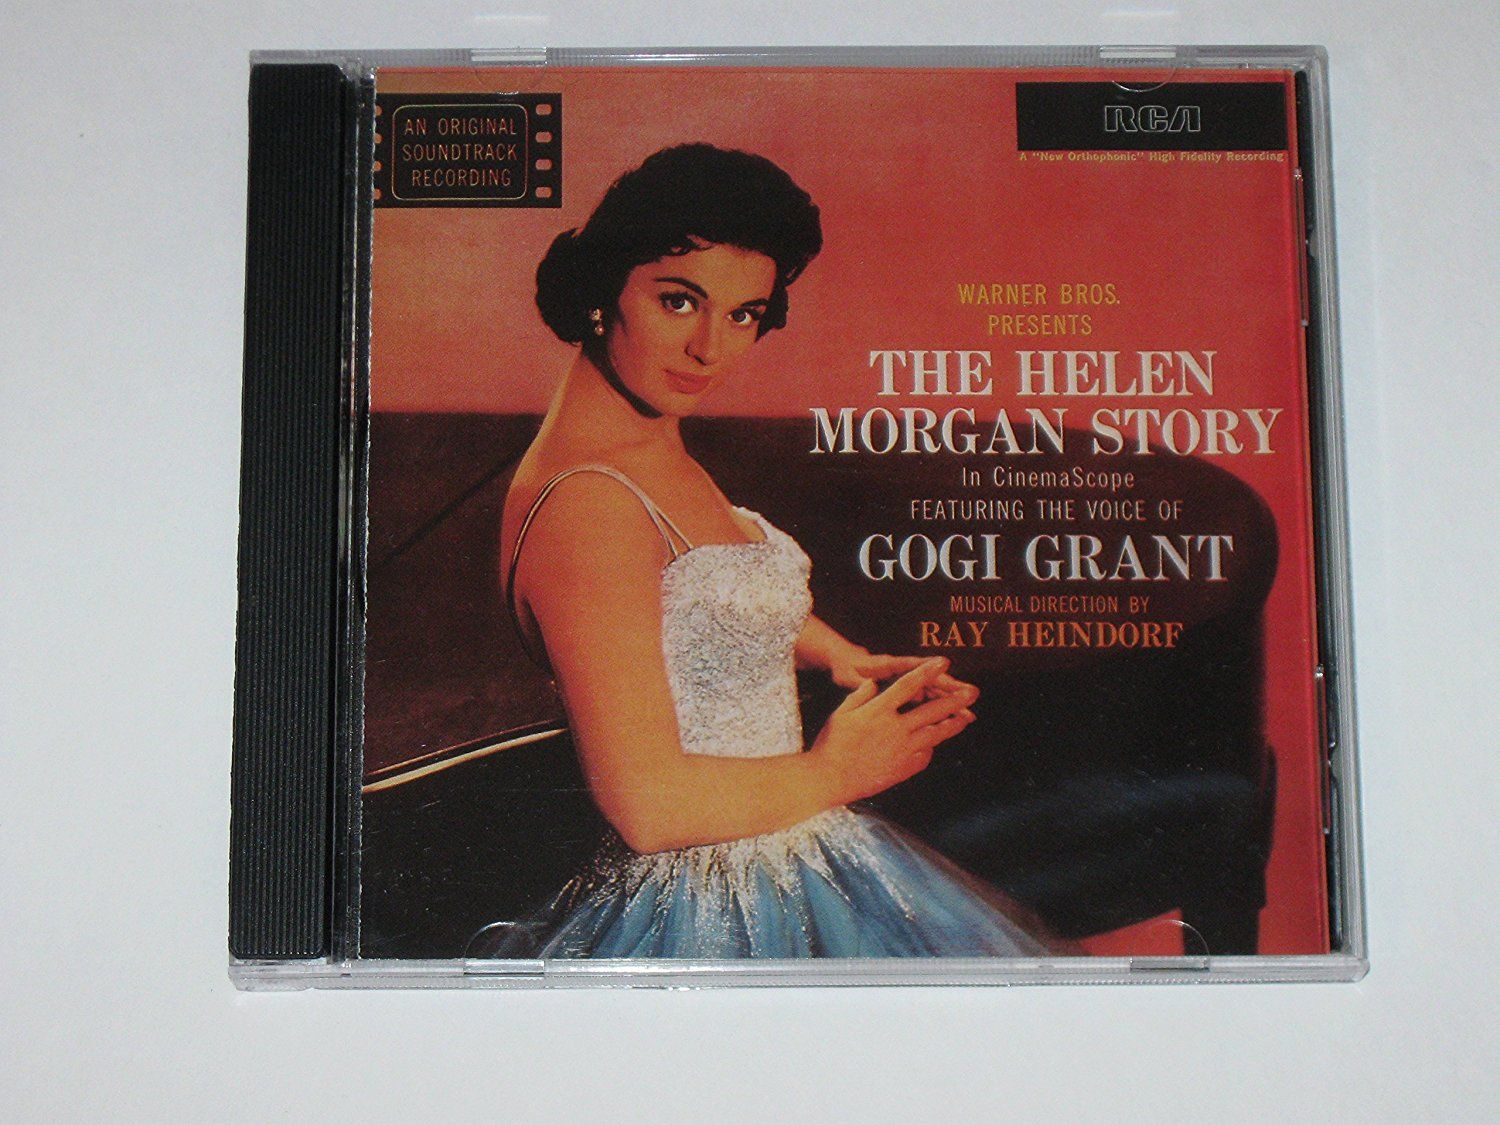 AN ORIGINAL
SOUNDTRACK
RECORDING
RCA
A "New Orthophonic" High Fidelity Recording
WARNER BROS.
PRESENTS
THE HELEN
MORGAN STORY
In CinemaScope
FEATURING THE VOICE OF
GOGI GRANT
MUSICAL DIRECTION BY
RAY HEINDORF